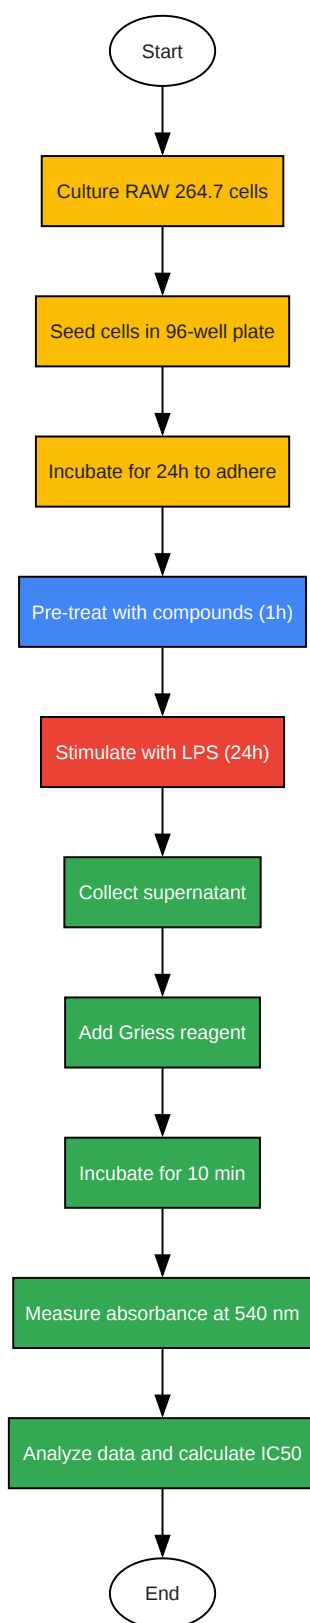 Start
Culture RAW 264.7 cells
Seed cells in 96-well plate
Incubate for 24h to adhere
Pre-treat with compounds (1h)
Stimulate with LPS (24h)
Collect supernatant
Add Griess reagent
Incubate for 10 min
Measure absorbance at 540 nm
Analyze data and calculate IC50
End